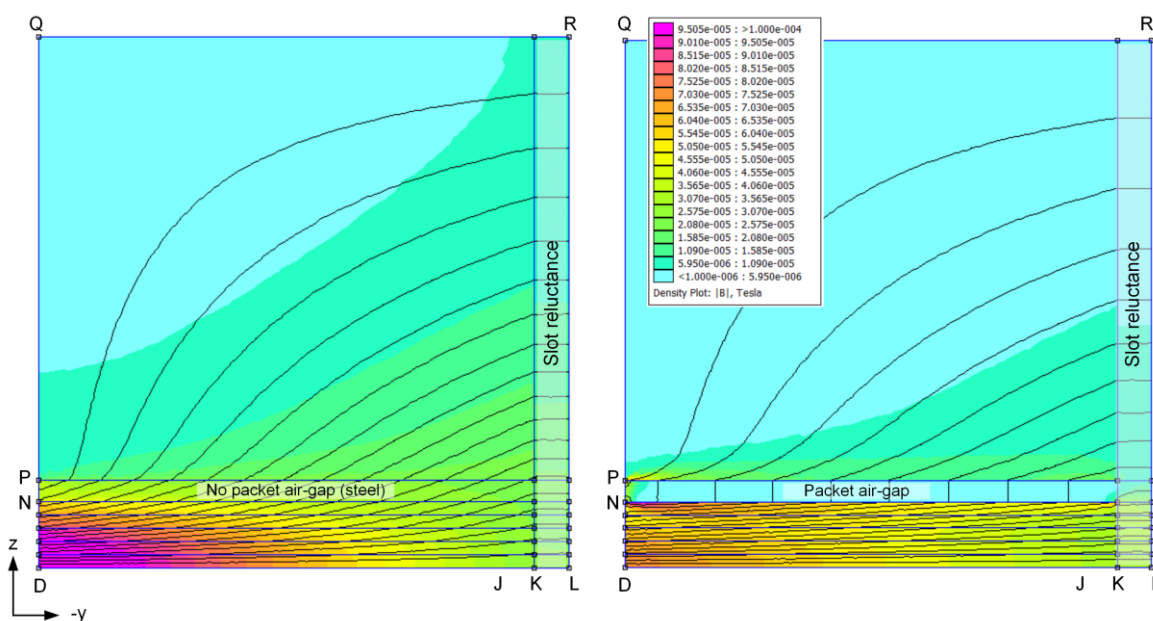 Q
R
Q
R
9.505e-005 : >1.000e-004
9.010e-005 : 9.505e-005
8.515e-005 : 9.010e-005
8.020e-005 : 8.515e-005
7.525e-005 : 8.020e-005
7.030e-005 : 7.525e-005
6.535e-005 : 7.030e-005
6.040e-005 : 6.535e-005
5.545e-005 : 6.040e-005
5.050e-005 : 5.545e-005
4.555e-005 : 5.050e-005
4.060e-005 : 4.555e-005
3.565e-005 : 4.060e-005
3.070e-005 : 3.565e-005
2.575e-005 : 3.070e-005
2.080e-005 : 2.575e-005
1.585e-005 : 2.080e-005
1.090e-005 : 1.585e-005
5.950e-006 : 1.090e-005
<1.000e-006 : 5.950e-006
Density Plot: |B|, Tesla
Slot reluctance
Slot reluctance
P
P
No packet air-gap (steel)
Packet air-gap
N
N
z
D
J
K
L
D
J
K
-y